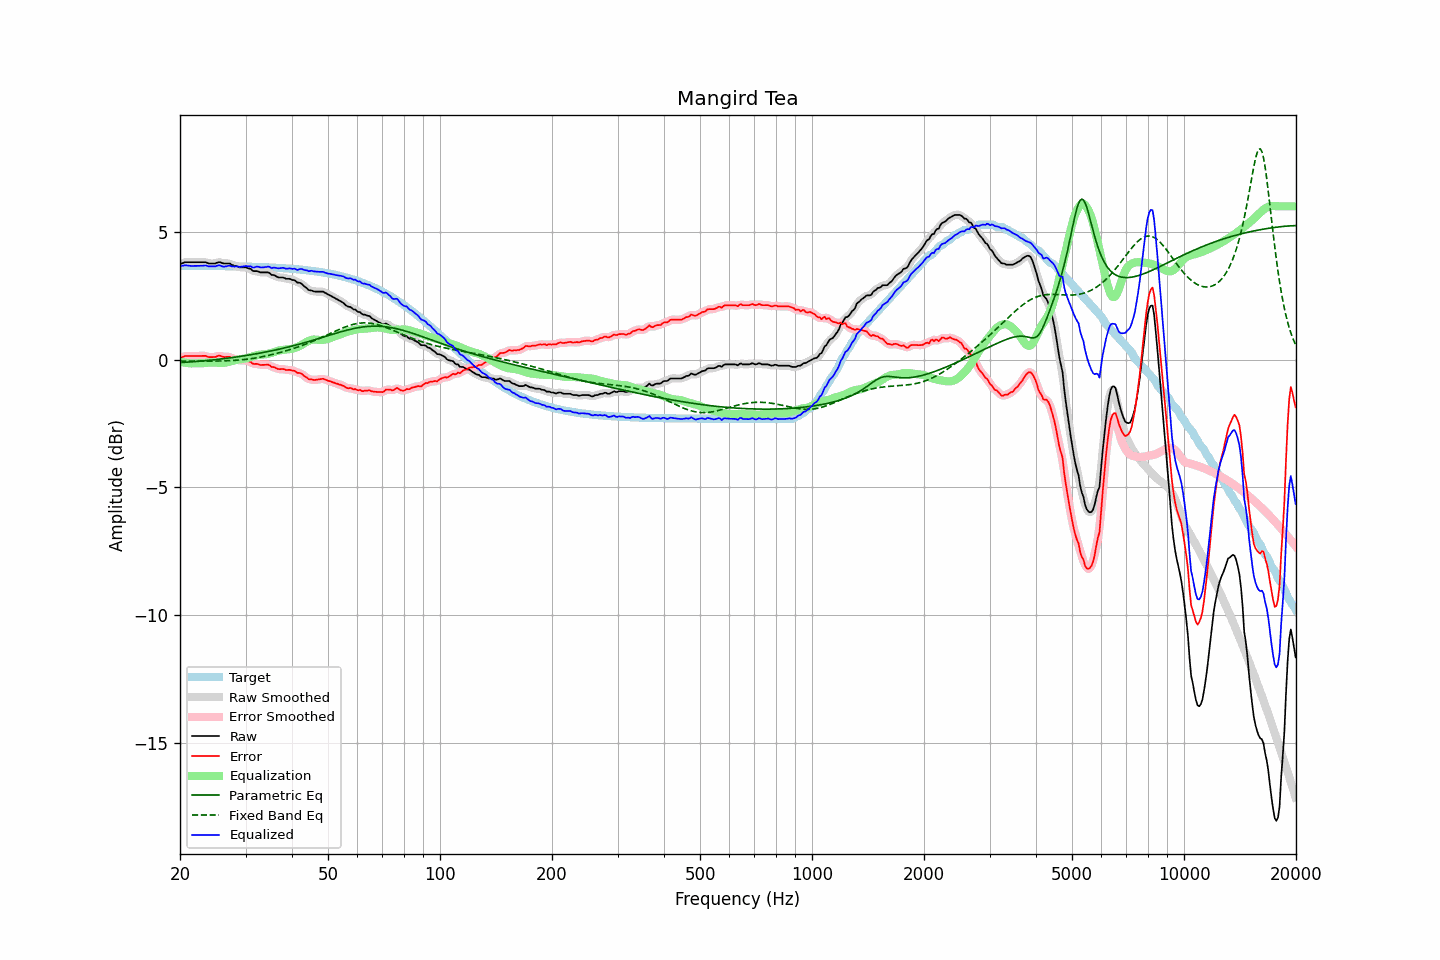 Mangird Tea
Amplitude (dBr)
5
0
−5
−10
−15
Target
Raw Smoothed
Error Smoothed
Raw
Error
Equalization
Parametric Eq
Fixed Band Eq
Equalized
20 50 100 200 500 1000 2000 5000 10000 20000
Frequency (Hz)